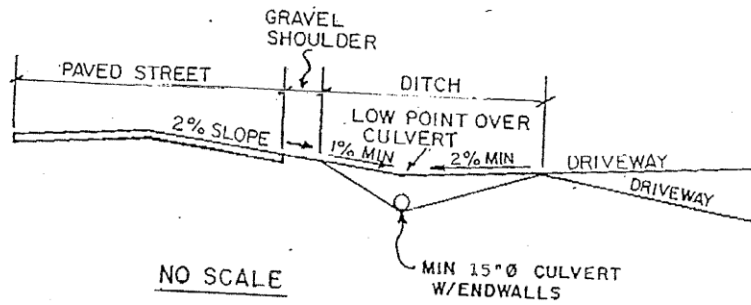 GRAVEL
SHOULDER
PAVED STREET
DITCH
LOW POINT OVER
CULVERT
2% SLOPE
1% MIN
2% MIN
DRIVEWAY
DRIVEWAY
NO SCALE
MIN 15"Ø CULVERT
W/ENDWALLS